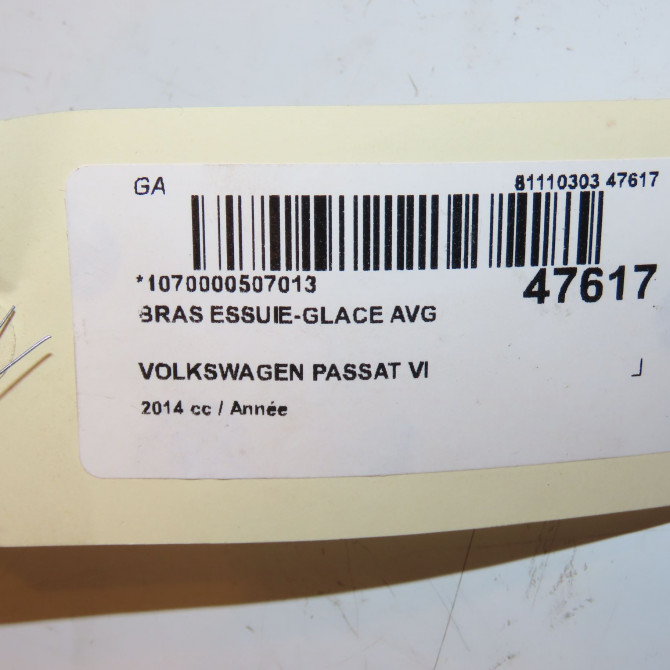 GA 81110303 47617
*1070000507013 47617
BRAS ESSUIE-GLACE AVG
VOLKSWAGEN PASSAT VI
2014 cc / Année